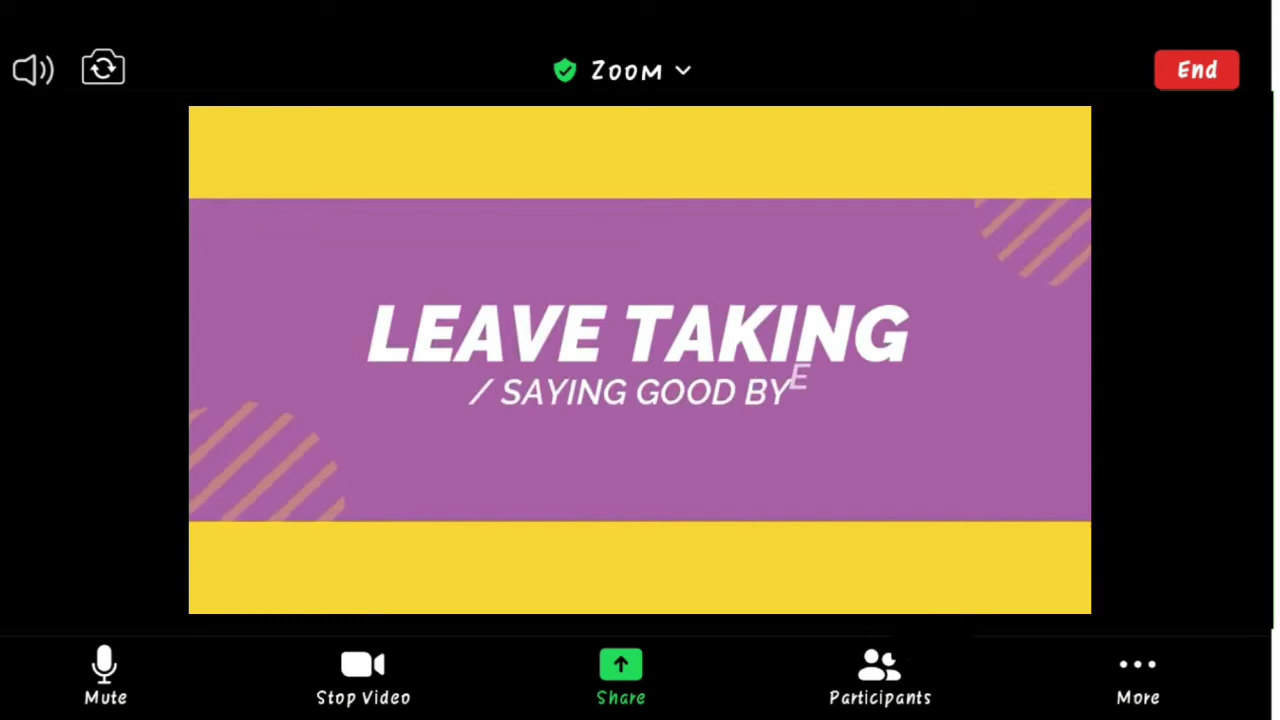 Zoom
End
LEAVE TAKING
/ SAYING GOOD BYE
Mute
Stop Video
Share
Participants
More